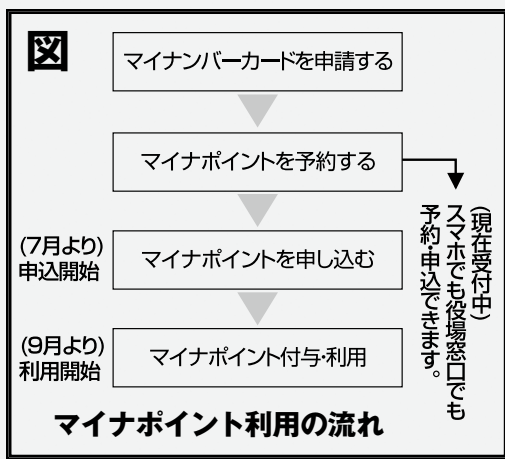 図
マイナンバーカードを申請する
マイナポイントを予約する
(現在受付中)
スマホでも役場窓口でも
予約・申込できます。
(7月より)
申込開始
マイナポイントを申し込む
(9月より)
利用開始
マイナポイント付与・利用
マイナポイント利用の流れ